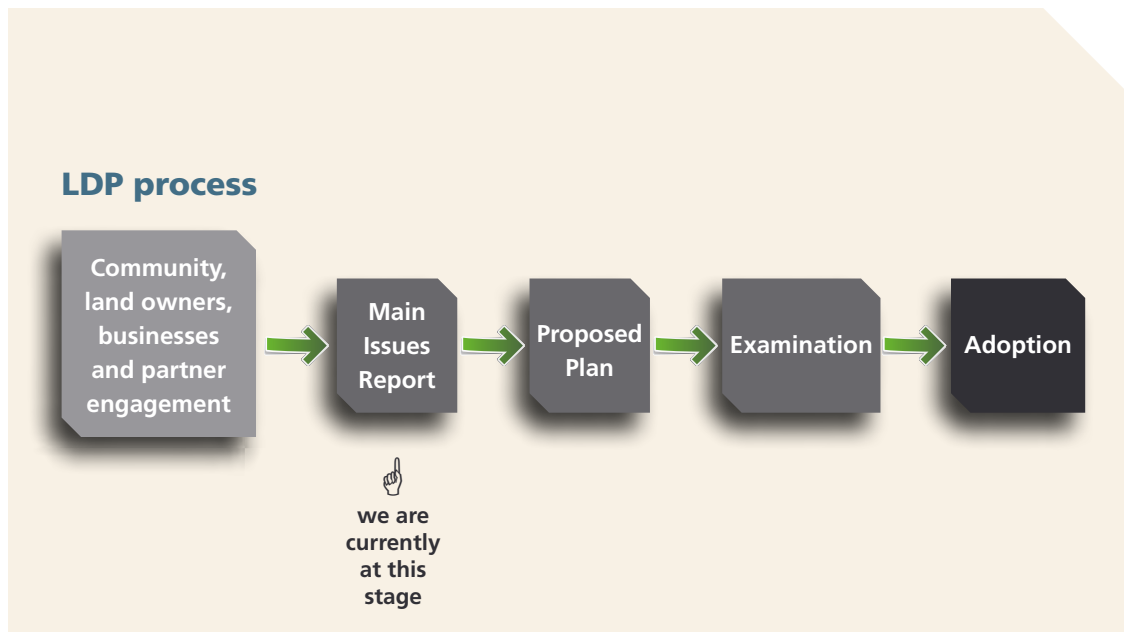 LDP process
Community,
land owners,
businesses
and partner
engagement
Main
Issues
Report
Proposed
Plan
Examination
Adoption
we are
currently
at this
stage